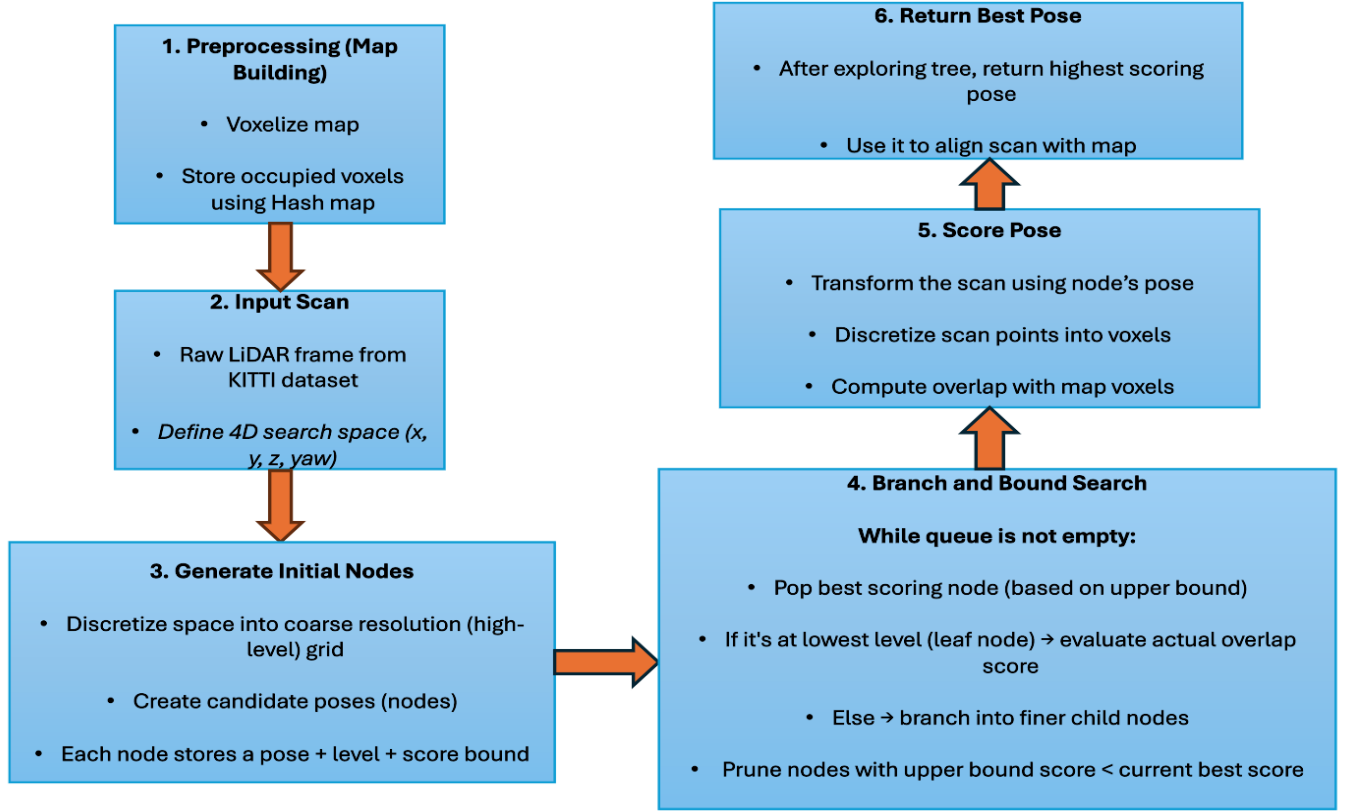 1. Preprocessing (Map
Building)
• Voxelize map
• Store occupied voxels
using Hash map
2. Input Scan
• Raw LiDAR frame from
KITTI dataset
• Define 4D search space (x,
y, z, yaw)
3. Generate Initial Nodes
• Discretize space into coarse resolution (high-
level) grid
• Create candidate poses (nodes)
• Each node stores a pose + level + score bound
4. Branch and Bound Search
While queue is not empty:
• Pop best scoring node (based on upper bound)
• If it's at lowest level (leaf node) → evaluate actual overlap
score
• Else → branch into finer child nodes
• Prune nodes with upper bound score < current best score
5. Score Pose
• Transform the scan using node’s pose
• Discretize scan points into voxels
• Compute overlap with map voxels
6. Return Best Pose
• After exploring tree, return highest scoring
pose
• Use it to align scan with map